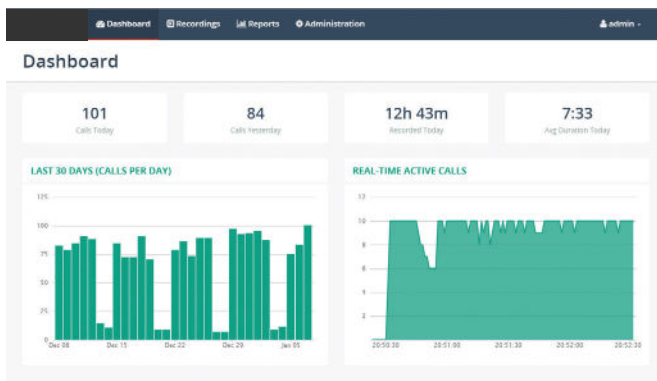 Dashboard Recordings Reports Administration admin
Dashboard
101 84 12h 43m 7:33
Calls Today Calls Yesterday Recorded Today Avg Duration Today
LAST 30 DAYS (CALLS PER DAY) REAL-TIME ACTIVE CALLS
125 12
100 10
75 8
50 6
25 4
0 2
Dec 08 Dec 15 Dec 22 Dec 29 Jan 05 20:50:30 20:51:00 20:51:30 20:52:00 20:52:30